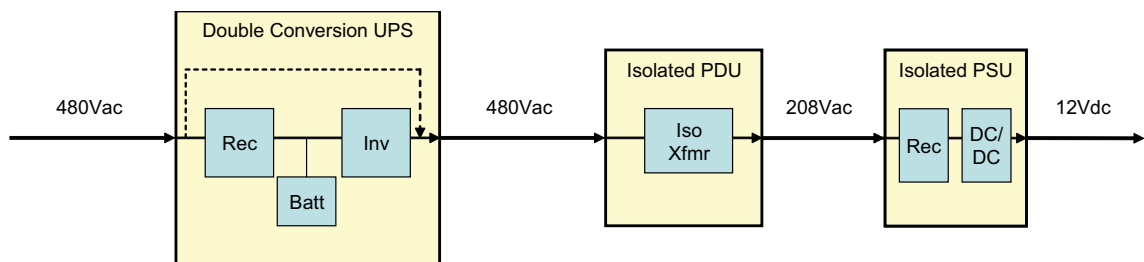 Double Conversion UPS
480Vac
Rec
Inv
Batt
480Vac
Isolated PDU
Iso
Xfmr
208Vac
Isolated PSU
Rec
DC/
DC
12Vdc